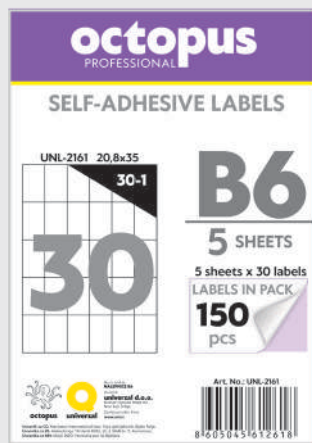 octopus
PROFESSIONAL
SELF-ADHESIVE LABELS
UNL-2161 20,8x35
30-1
30
B6
5 SHEETS
5 sheets x 30 labels
LABELS IN PACK
150
pcs
universal d.o.o.
octopus
universal
Art. No.: UNL-2161
8 605045 612618